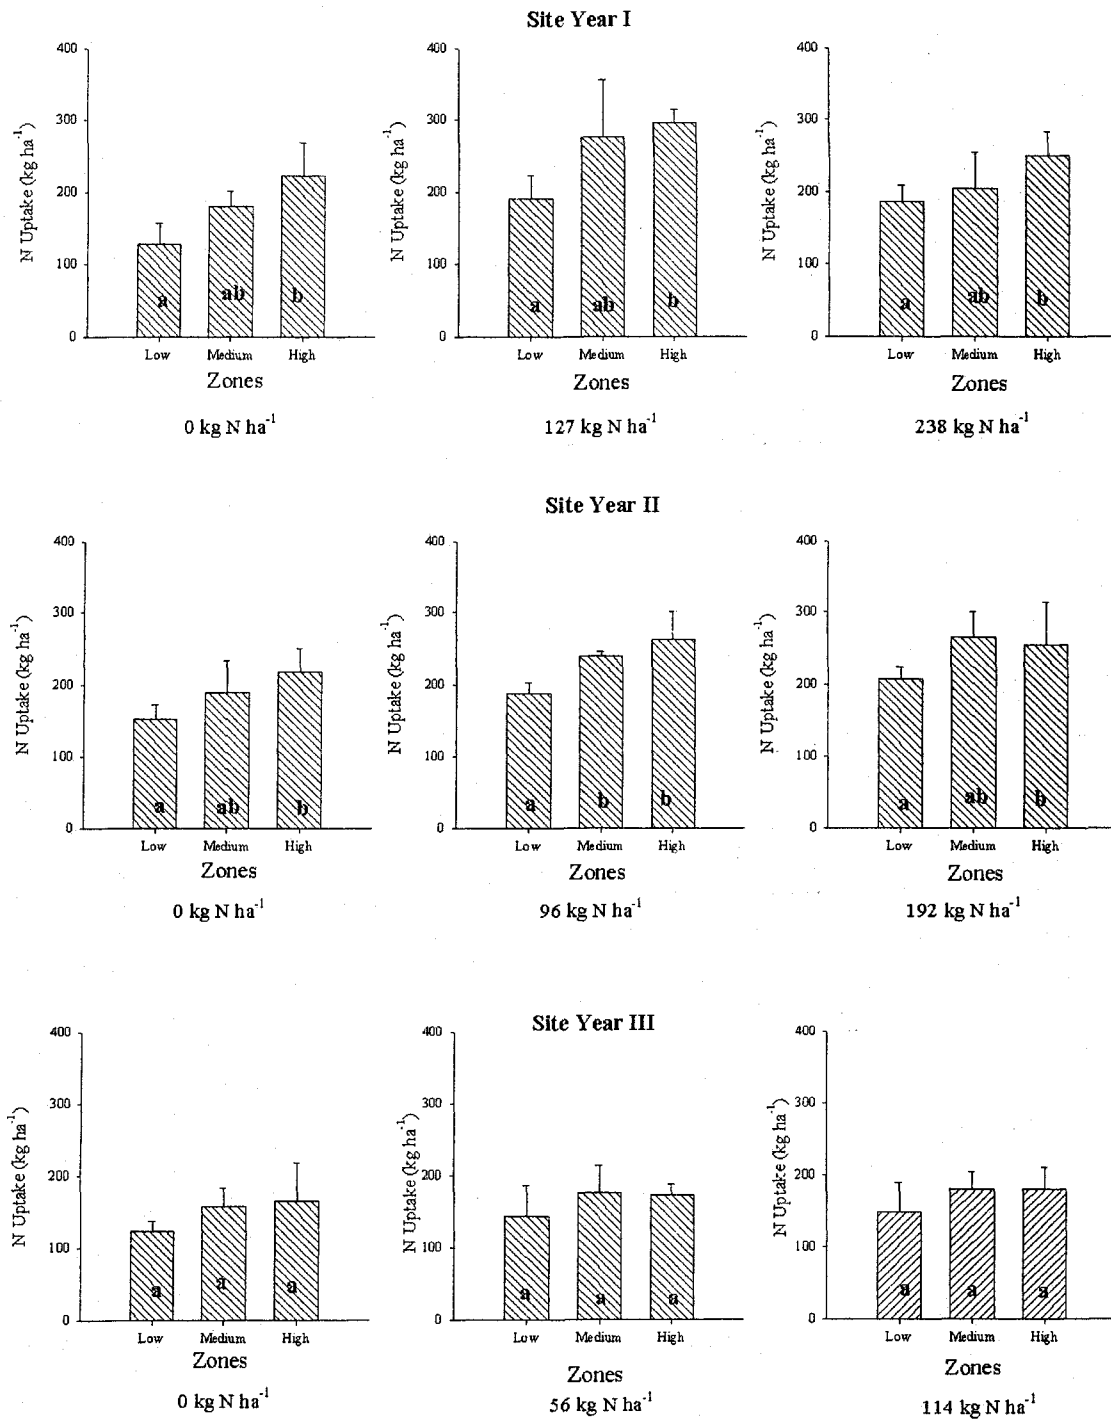 Site Year I
400
300
200
100
0
N Uptake (kg ha⁻¹)
a
ab
b
Low Medium High
Zones
0 kg N ha⁻¹
400
300
200
100
0
N Uptake (kg ha⁻¹)
a
ab
b
Low Medium High
Zones
127 kg N ha⁻¹
400
300
200
100
0
N Uptake (kg ha⁻¹)
a
ab
b
Low Medium High
Zones
238 kg N ha⁻¹
Site Year II
400
300
200
100
0
N Uptake (kg ha⁻¹)
a
ab
b
Low Medium High
Zones
0 kg N ha⁻¹
400
300
200
100
0
N Uptake (kg ha⁻¹)
a
b
b
Low Medium High
Zones
96 kg N ha⁻¹
400
300
200
100
0
N Uptake (kg ha⁻¹)
a
ab
b
Low Medium High
Zones
192 kg N ha⁻¹
Site Year III
400
300
200
100
0
N Uptake (kg ha⁻¹)
a
a
a
Low Medium High
Zones
0 kg N ha⁻¹
400
300
200
100
0
N Uptake (kg ha⁻¹)
a
a
a
Low Medium High
Zones
56 kg N ha⁻¹
400
300
200
100
0
N Uptake (kg ha⁻¹)
a
a
a
Low Medium High
Zones
114 kg N ha⁻¹